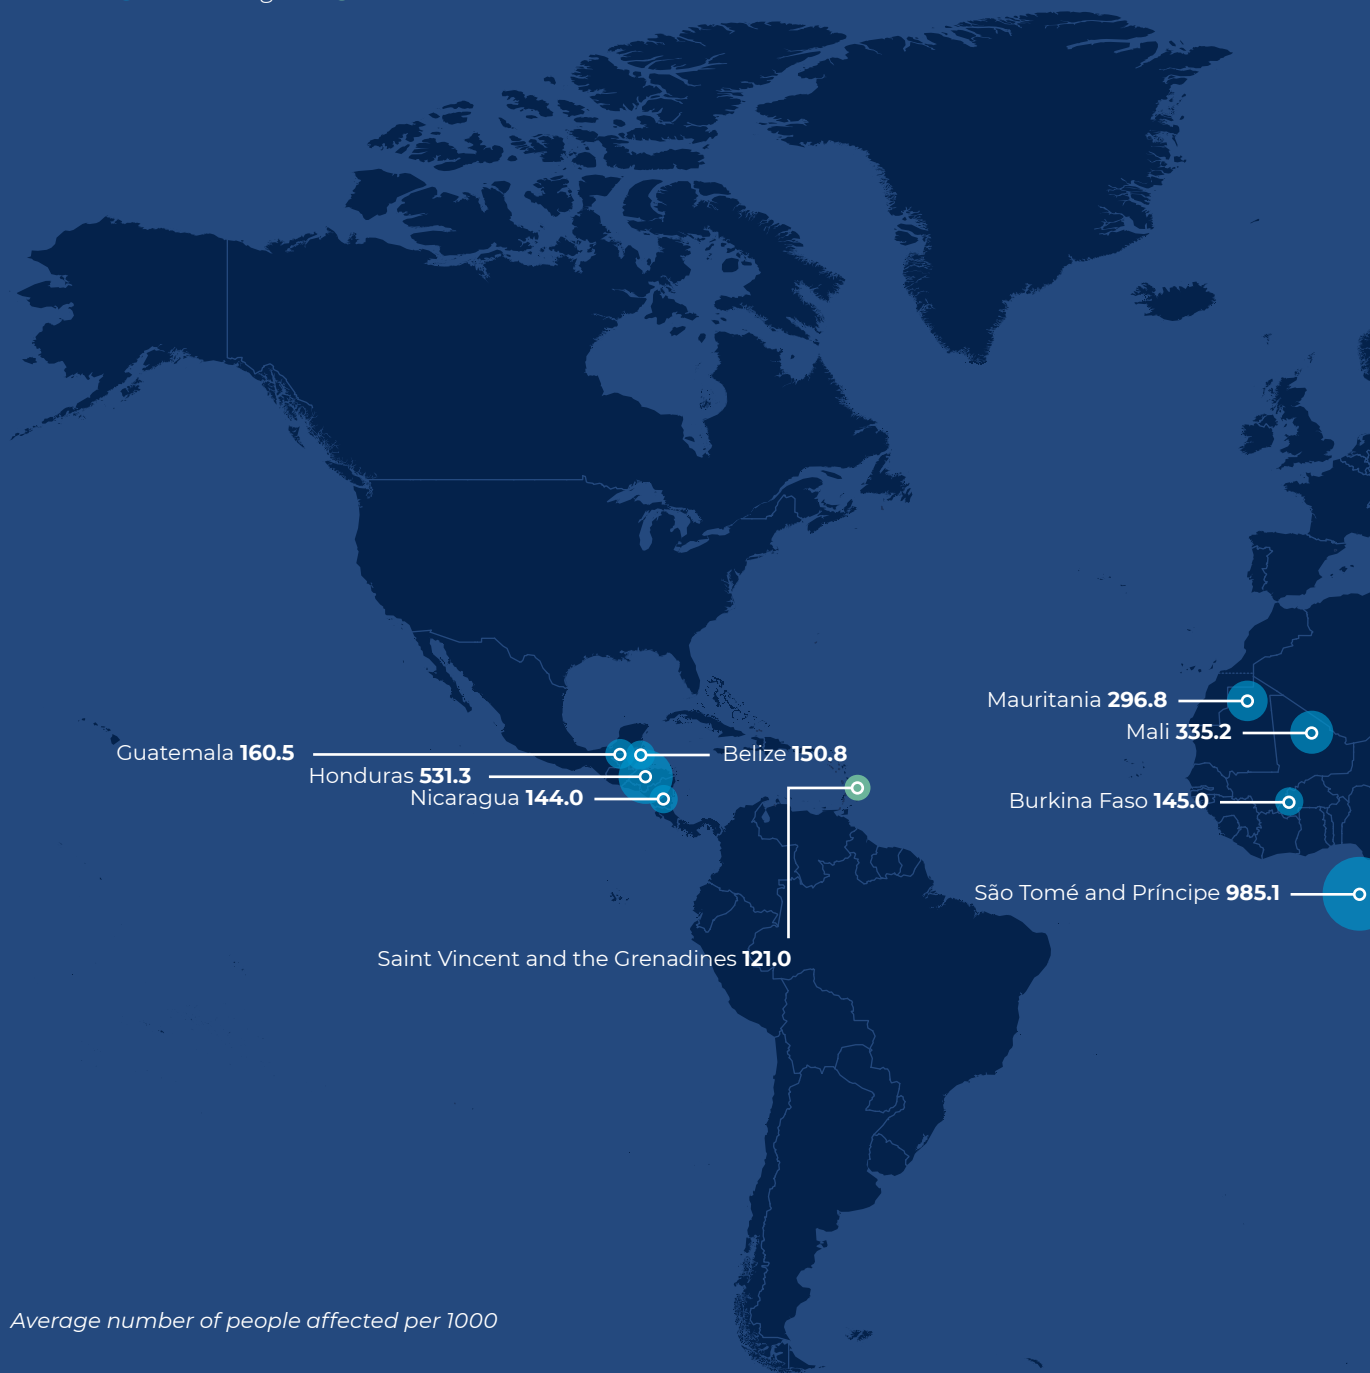 Mauritania 296.8
Mali 335.2
Guatemala 160.5
Belize 150.8
Honduras 531.3
Nicaragua 144.0
Burkina Faso 145.0
São Tomé and Príncipe 985.1
Saint Vincent and the Grenadines 121.0
Average number of people affected per 1000